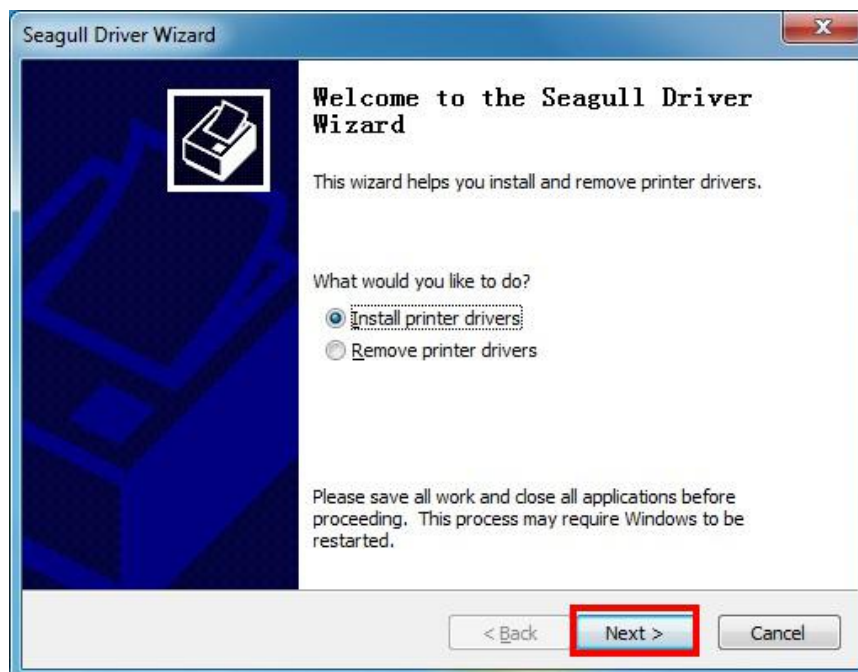 Seagull Driver Wizard
Welcome to the Seagull Driver
Wizard
This wizard helps you install and remove printer drivers.
What would you like to do?
Install printer drivers
Remove printer drivers
Please save all work and close all applications before
proceeding. This process may require Windows to be
restarted.
< Back
Next >
Cancel